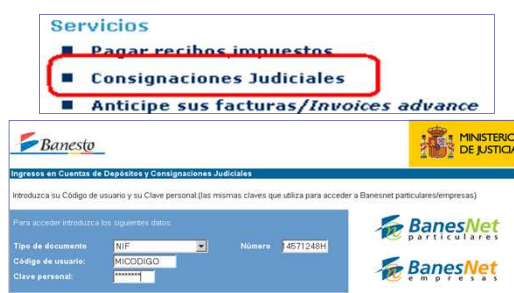 Servicios
Pagar recibos, impuestos
Consignaciones Judiciales
Anticipe sus facturas/Invoices advance
Banesto
MINISTERIO
DE JUSTICIA
Ingresos en Cuentas de Depósitos y Consignaciones Judiciales
Introduzca su Código de usuario y su Clave personal (las mismas claves que utiliza para acceder a Banesnet particulares/empresas)
Para acceder introduzca los siguientes datos:
BanesNet
particulares
Tipo de documento NIF Número 14571248H
Código de usuario: MICODIGO
Clave personal: ********
BanesNet
empresas